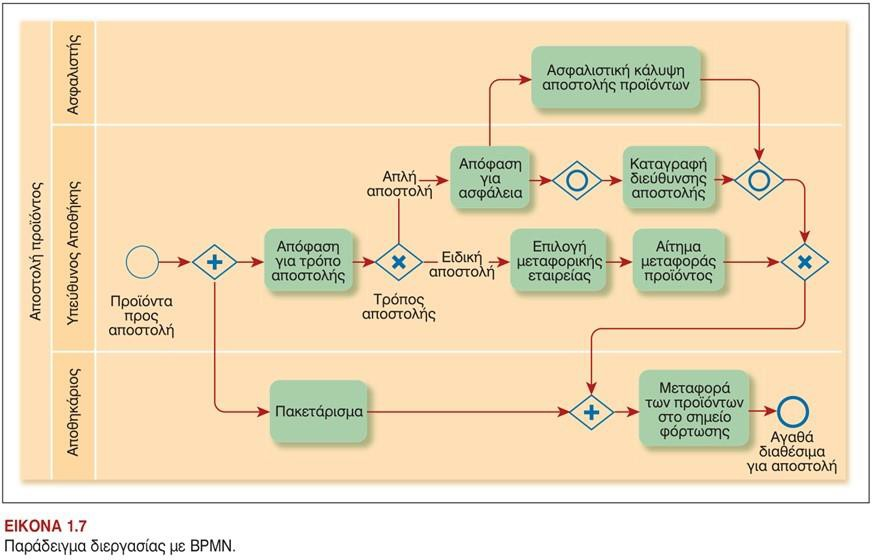 Αποστολή προϊόντος
Ασφαλιστής
Ασφαλιστική κάλυψη
αποστολής προϊόντων
Υπεύθυνος Αποθήκης
Απλή
αποστολή
Απόφαση
για
ασφάλεια
Καταγραφή
διεύθυνσης
αποστολής
Προϊόντα
προς
αποστολή
Απόφαση
για τρόπο
αποστολής
Τρόπος
αποστολής
Ειδική
αποστολή
Επιλογή
μεταφορικής
εταιρείας
Αίτημα
μεταφοράς
προϊόντος
Αποθηκάριος
Πακετάρισμα
Μεταφορά
των προϊόντων
στο σημείο
φόρτωσης
Αγαθά
διαθέσιμα
για αποστολή
ΕΙΚΟΝΑ 1.7
Παράδειγμα διεργασίας με BPMN.